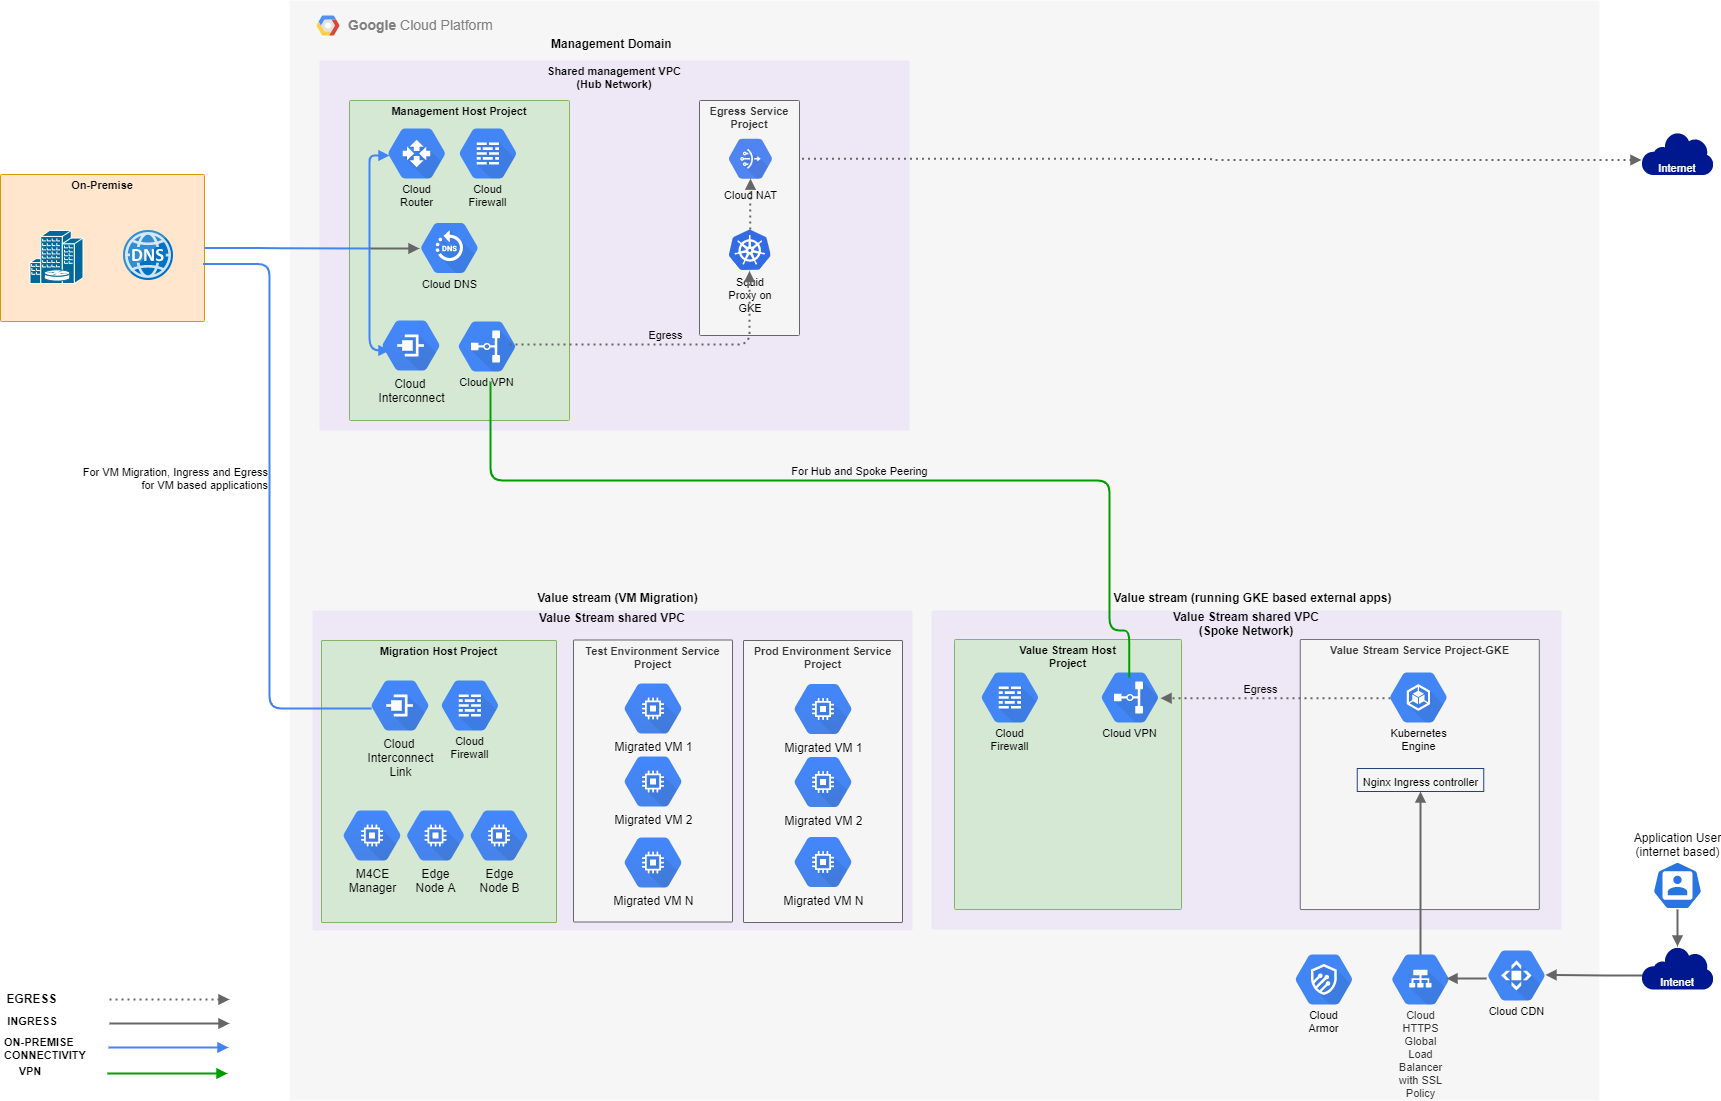 Google Cloud Platform
Management Domain
Shared management VPC
(Hub Network)
Management Host Project
Cloud
Router
Cloud
Firewall
DNS
Cloud DNS
Cloud
Interconnect
Cloud VPN
Egress Service
Project
Cloud NAT
Squid
Proxy on
GKE
Egress
Internet
On-Premise
DNS
For VM Migration, Ingress and Egress
for VM based applications
For Hub and Spoke Peering
Value stream (VM Migration)
Value Stream shared VPC
Migration Host Project
Cloud
Interconnect
Link
Cloud
Firewall
M4CE
Manager
Edge
Node A
Edge
Node B
Test Environment Service
Project
Migrated VM 1
Migrated VM 2
Migrated VM N
Prod Environment Service
Project
Migrated VM 1
Migrated VM 2
Migrated VM N
Value stream (running GKE based external apps)
Value Stream shared VPC
(Spoke Network)
Value Stream Host
Project
Cloud
Firewall
Cloud VPN
Egress
Value Stream Service Project-GKE
Kubernetes
Engine
Nginx Ingress controller
Application User
(internet based)
Intenet
Cloud
Armor
Cloud
HTTPS
Global
Load
Balancer
with SSL
Policy
Cloud CDN
EGRESS
INGRESS
ON-PREMISE
CONNECTIVITY
VPN